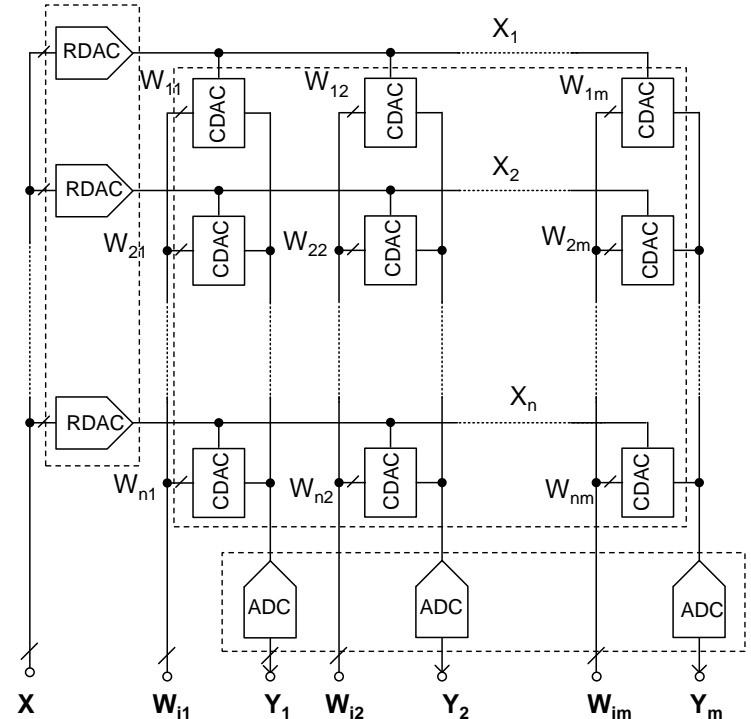 RDAC X₁
W₁₁ CDAC W₁₂ CDAC W₁ₘ CDAC
RDAC X₂
W₂₁ CDAC W₂₂ CDAC W₂ₘ CDAC
RDAC Xₙ
Wₙ₁ CDAC Wₙ₂ CDAC Wₙₘ CDAC
ADC ADC ADC
X Wᵢ₁ Y₁ Wᵢ₂ Y₂ Wᵢₘ Yₘ